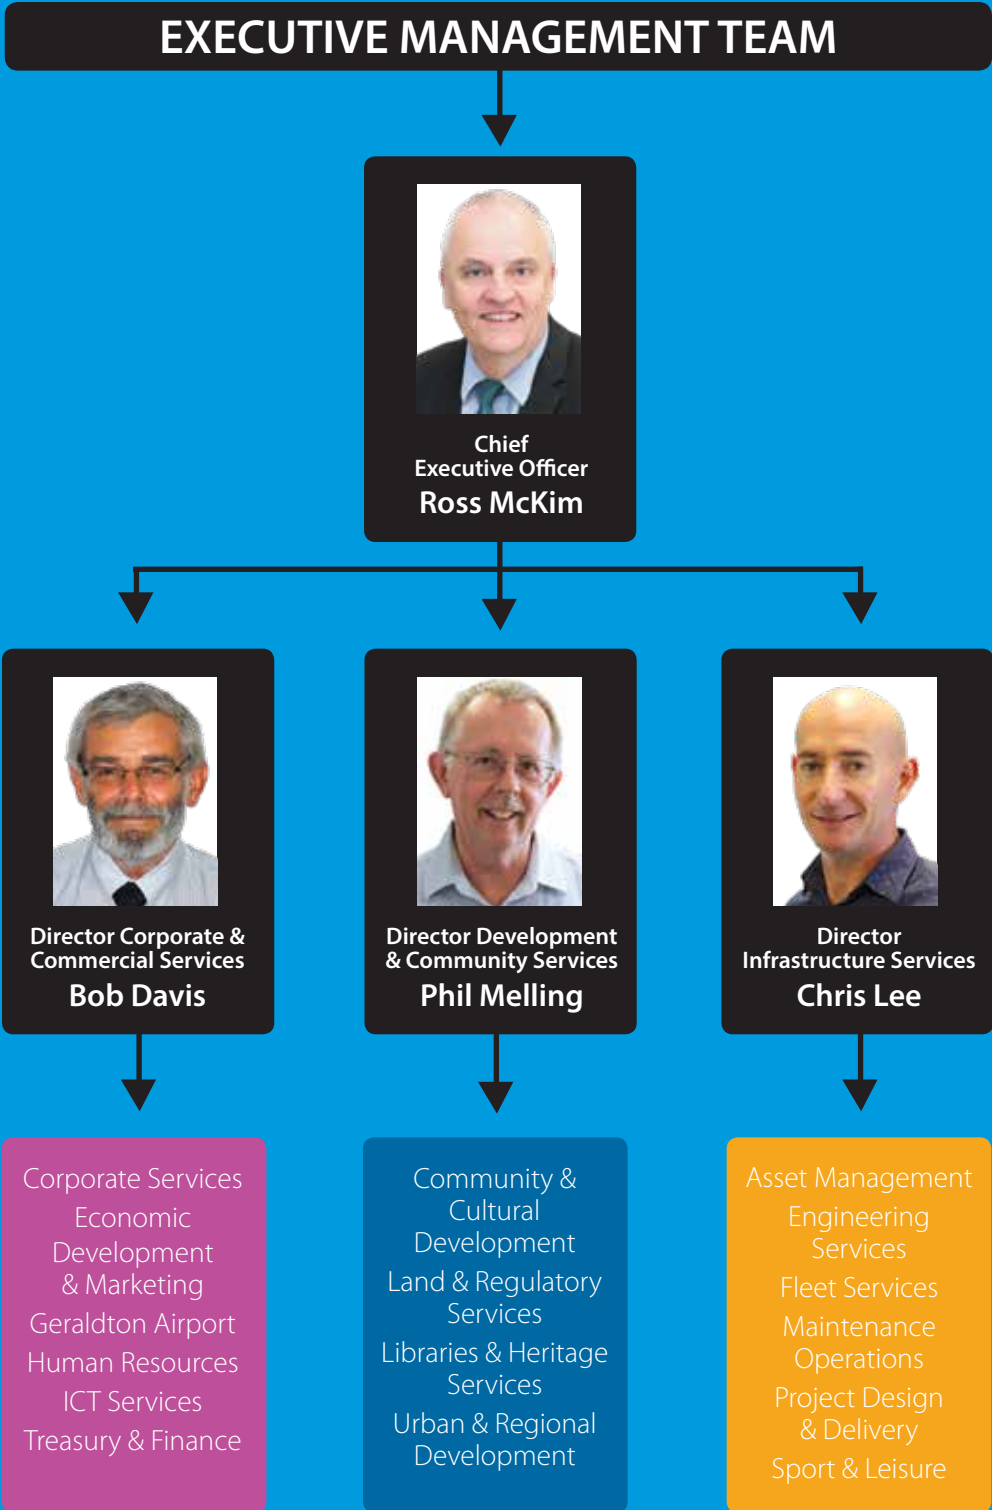 EXECUTIVE MANAGEMENT TEAM
Chief
Executive Officer
Ross McKim
Director Corporate &
Commercial Services
Bob Davis
Director Development
& Community Services
Phil Melling
Director
Infrastructure Services
Chris Lee
Corporate Services
Economic
Development
& Marketing
Geraldton Airport
Human Resources
ICT Services
Treasury & Finance
Community &
Cultural
Development
Land & Regulatory
Services
Libraries & Heritage
Services
Urban & Regional
Development
Asset Management
Engineering
Services
Fleet Services
Maintenance
Operations
Project Design
& Delivery
Sport & Leisure